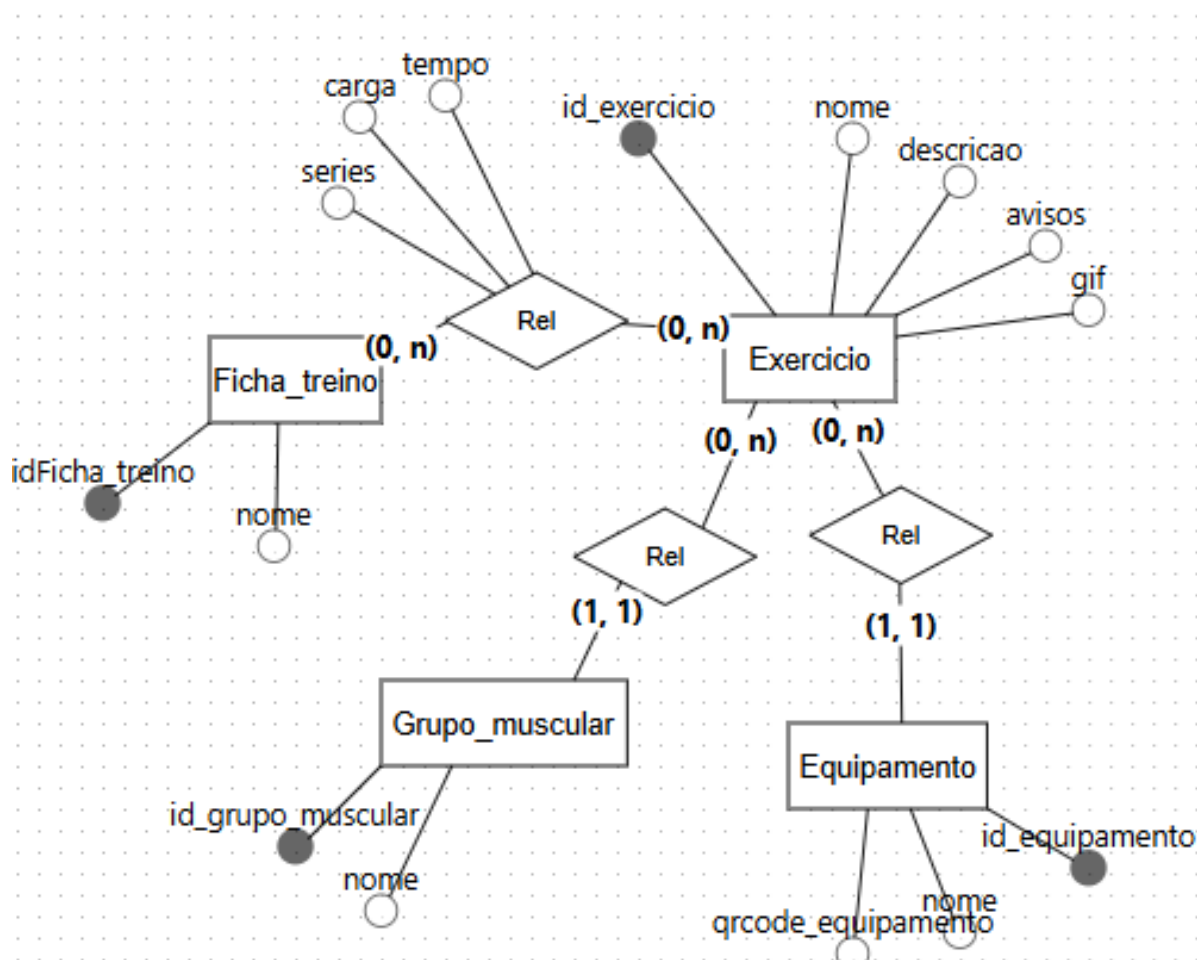 tempo
carga
series
id_exercicio
nome
descricao
avisos
gif
Rel
(0, n)
(0, n)
Exercicio
Ficha_treino
idFicha_treino
nome
(0, n)
(0, n)
Rel
Rel
(1, 1)
(1, 1)
Grupo_muscular
Equipamento
id_grupo_muscular
nome
id_equipamento
nome
qrcode_equipamento